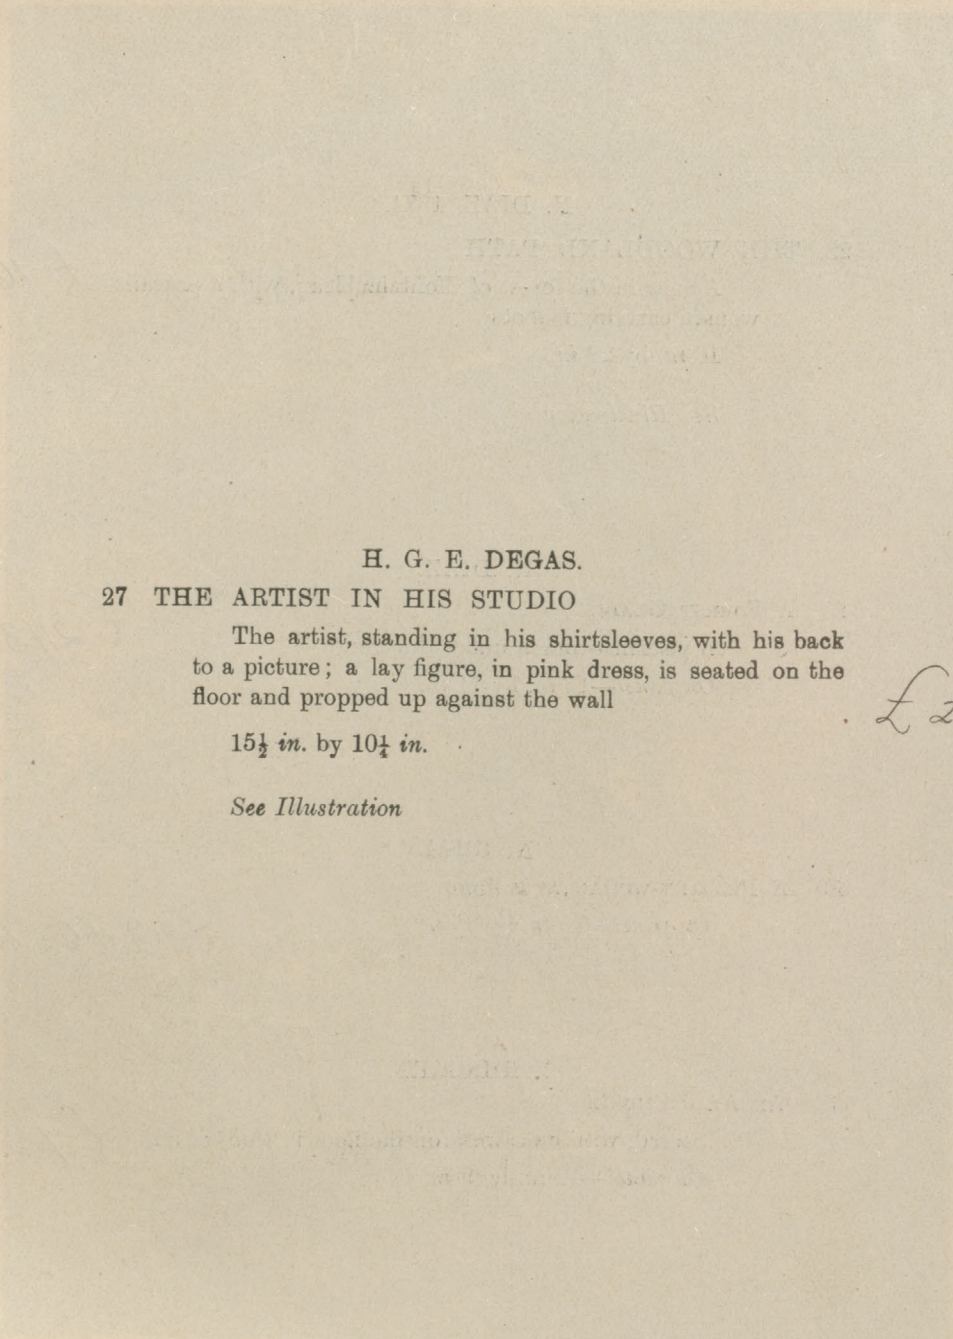 H. G. E. DEGAS.
27 THE ARTIST IN HIS STUDIO
The artist, standing in his shirtsleeves, with his back
to a picture; a lay figure, in pink dress, is seated on the
floor and propped up against the wall
15½ in. by 10¼ in.
See Illustration
£2